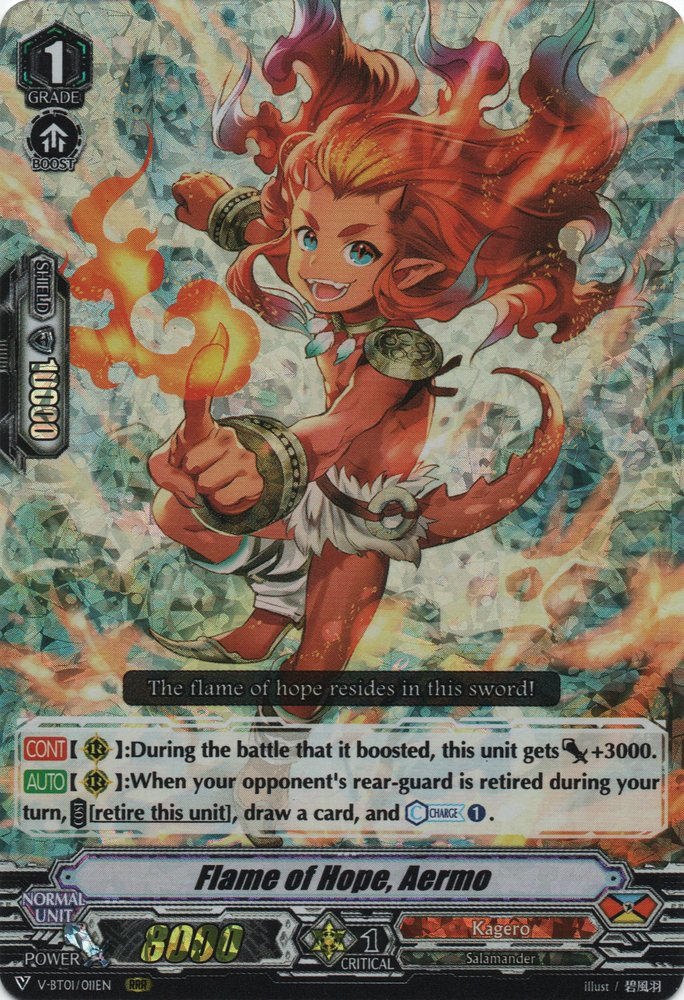 1
GRADE
BOOST
SHIELD
10000
The flame of hope resides in this sword!
CONT【 R 】:During the battle that it boosted, this unit gets +3000.
AUTO【 R 】:When your opponent's rear-guard is retired during your
turn, COST [retire this unit], draw a card, and C CHARGE 1 .
Flame of Hope, Aermo
NORMAL
UNIT
POWER 8000
1
CRITICAL
Kagero
Salamander
V-BT01/011EN RRR
illust / 碧風羽